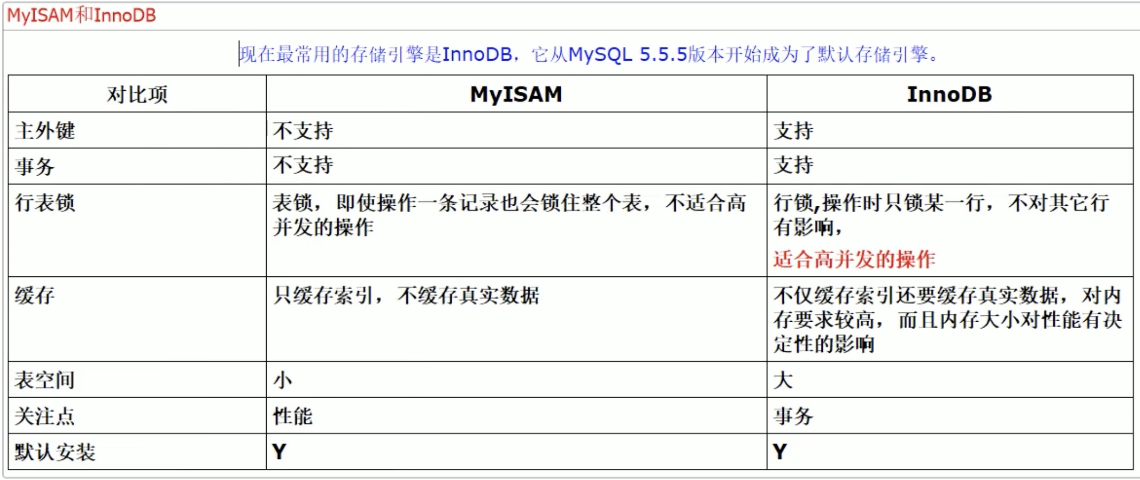 MyISAM和InnoDB
现在最常用的存储引擎是InnoDB，它从MySQL 5.5.5版本开始成为了默认存储引擎。
对比项 MyISAM InnoDB
主外键 不支持 支持
事务 不支持 支持
行表锁 表锁，即使操作一条记录也会锁住整个表，不适合高 行锁,操作时只锁某一行，不对其它行
并发的操作 有影响，
适合高并发的操作
缓存 只缓存索引，不缓存真实数据 不仅缓存索引还要缓存真实数据，对内
存要求较高，而且内存大小对性能有决
定性的影响
表空间 小 大
关注点 性能 事务
默认安装 Y Y